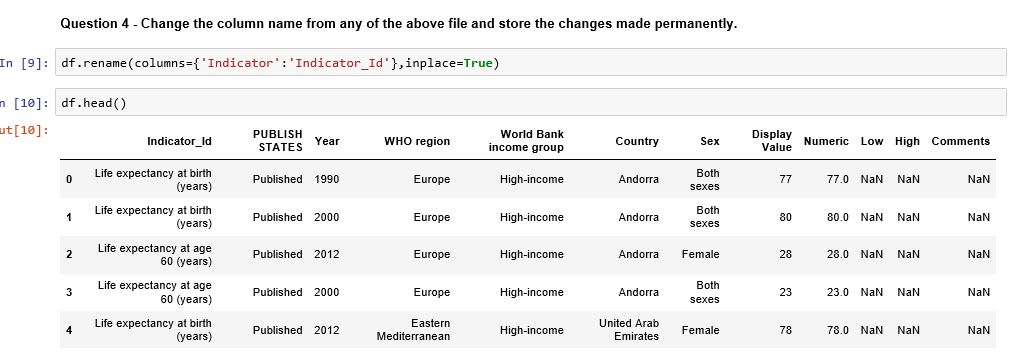 Question 4 - Change the column name from any of the above file and store the changes made permanently.
In [9]: df.rename(columns={'Indicator':'Indicator_Id'},inplace=True)
n [10]: df.head()
ut[10]:
Indicator_Id PUBLISH STATES Year WHO region World Bank income group Country Sex Display Value Numeric Low High Comments
0 Life expectancy at birth (years) Published 1990 Europe High-income Andorra Both sexes 77 77.0 NaN NaN NaN
1 Life expectancy at birth (years) Published 2000 Europe High-income Andorra Both sexes 80 80.0 NaN NaN NaN
2 Life expectancy at age 60 (years) Published 2012 Europe High-income Andorra Female 28 28.0 NaN NaN NaN
3 Life expectancy at age 60 (years) Published 2000 Europe High-income Andorra Both sexes 23 23.0 NaN NaN NaN
4 Life expectancy at birth (years) Published 2012 Eastern Mediterranean High-income United Arab Emirates Female 78 78.0 NaN NaN NaN